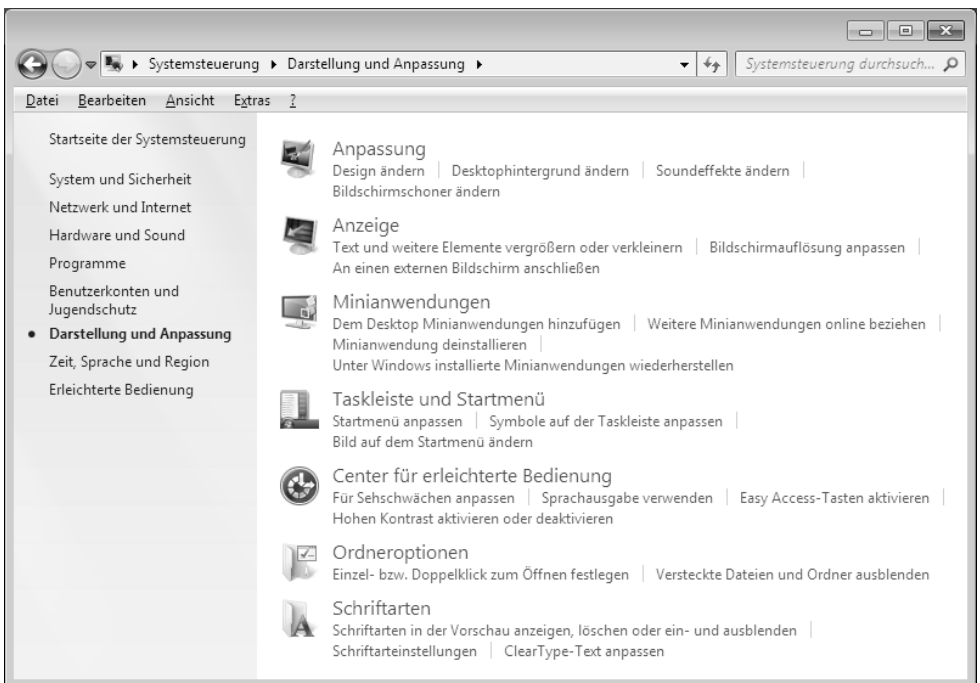 Systemsteuerung Darstellung und Anpassung Systemsteuerung durchsuch...
Datei Bearbeiten Ansicht Extras ?
Startseite der Systemsteuerung
System und Sicherheit
Netzwerk und Internet
Hardware und Sound
Programme
Benutzerkonten und
Jugendschutz
Darstellung und Anpassung
Zeit, Sprache und Region
Erleichterte Bedienung
Anpassung
Design ändern Desktophintergrund ändern Soundeffekte ändern
Bildschirmschoner ändern
Anzeige
Text und weitere Elemente vergrößern oder verkleinern Bildschirmauflösung anpassen
An einen externen Bildschirm anschließen
Minianwendungen
Dem Desktop Minianwendungen hinzufügen Weitere Minianwendungen online beziehen
Minianwendung deinstallieren
Unter Windows installierte Minianwendungen wiederherstellen
Taskleiste und Startmenü
Startmenü anpassen Symbole auf der Taskleiste anpassen
Bild auf dem Startmenü ändern
Center für erleichterte Bedienung
Für Sehschwächen anpassen Sprachausgabe verwenden Easy Access-Tasten aktivieren
Hohen Kontrast aktivieren oder deaktivieren
Ordneroptionen
Einzel- bzw. Doppelklick zum Öffnen festlegen Versteckte Dateien und Ordner ausblenden
Schriftarten
Schriftarten in der Vorschau anzeigen, löschen oder ein- und ausblenden
Schriftarteinstellungen ClearType-Text anpassen